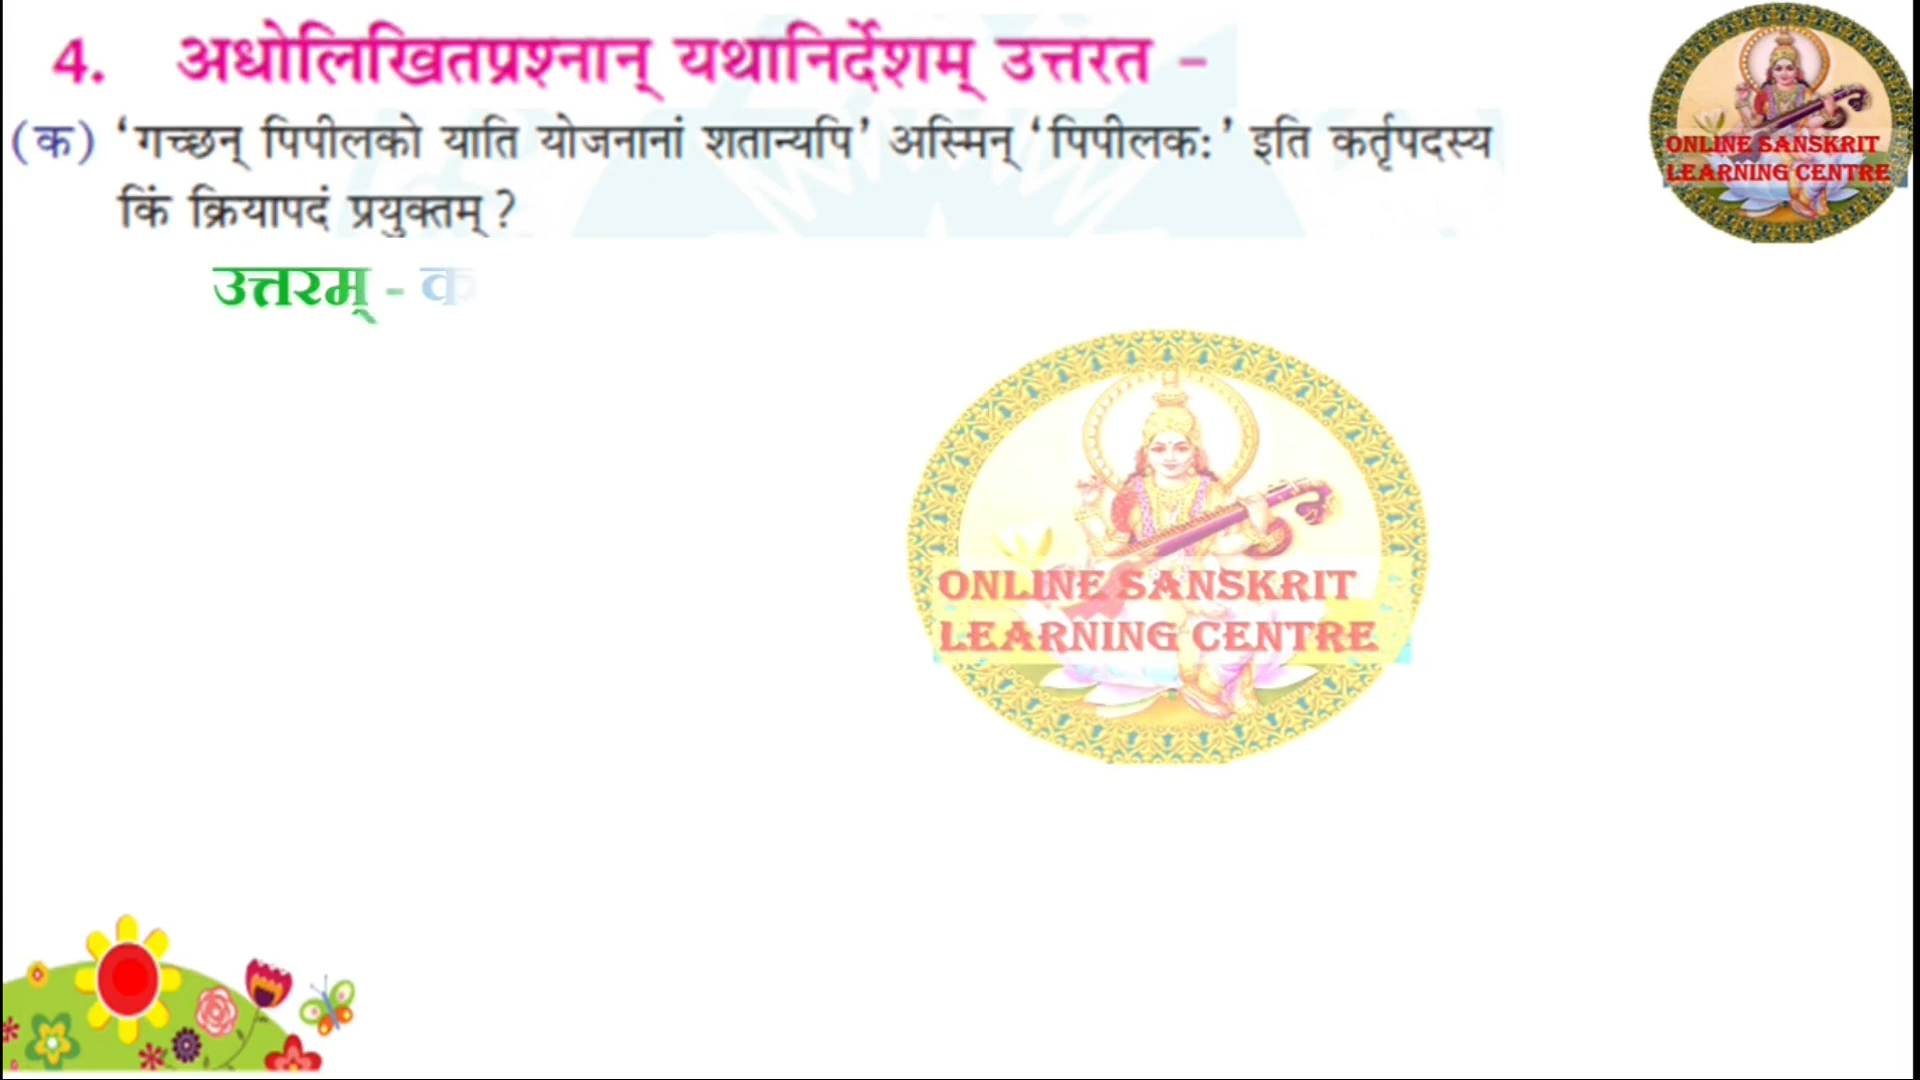 4. अधोलिखितप्रश्नान् यथानिर्देशम् उत्तरत –
(क) ‘गच्छन् पिपीलको याति योजनानां शतान्यपि’ अस्मिन् ‘पिपीलक:’ इति कर्तृपदस्य
किं क्रियापदं प्रयुक्तम् ?
उत्तरम् -
ONLINE SANSKRIT
LEARNING CENTRE
ONLINE SANSKRIT
LEARNING CENTRE